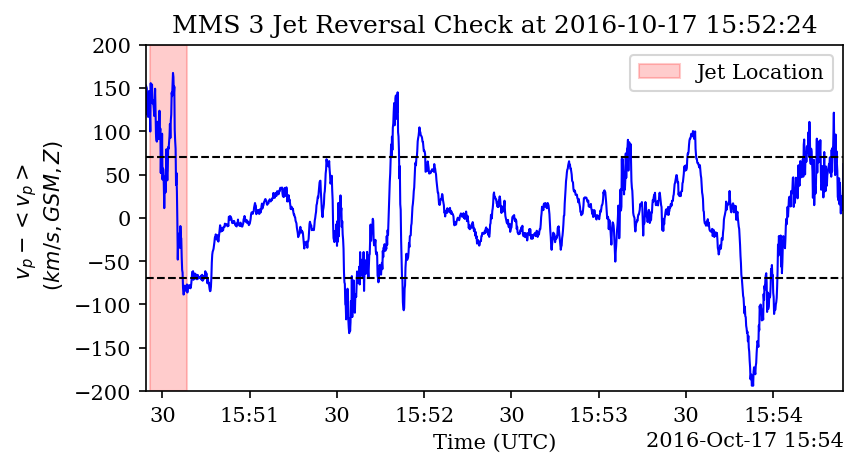 MMS 3 Jet Reversal Check at 2016-10-17 15:52:24
Jet Location
200
150
100
50
0
−50
−100
−150
−200
v_p − < v_p >
(km/s, GSM, Z)
30 15:51 30 15:52 30 15:53 30 15:54
Time (UTC)
2016-Oct-17 15:54